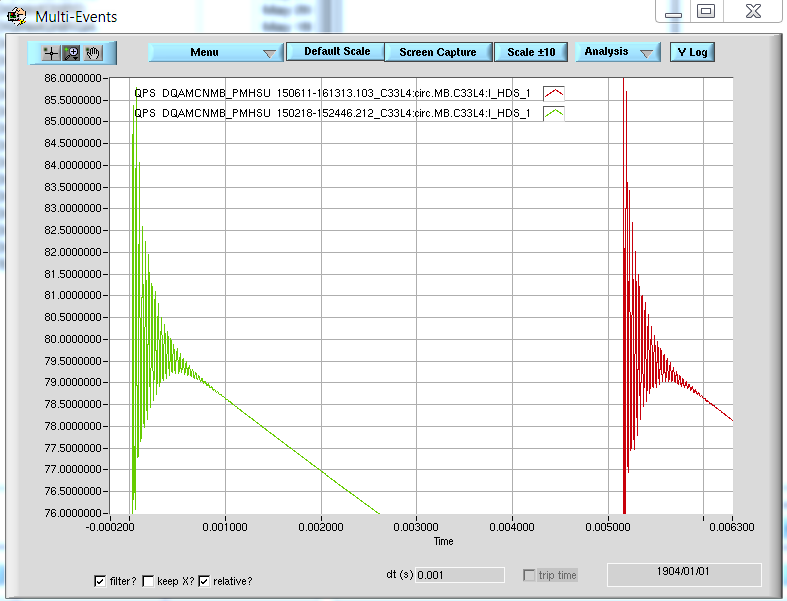 Multi-Events
Menu Default Scale Screen Capture Scale ±10 Analysis Y Log
86.0000000
85.5000000
85.0000000
84.5000000
84.0000000
83.5000000
83.0000000
82.5000000
82.0000000
81.5000000
81.0000000
80.5000000
80.0000000
79.5000000
79.0000000
78.5000000
78.0000000
77.5000000
77.0000000
76.5000000
76.0000000
QPS DQAMCNMB_PMHSU 150611-161313.103_C33L4:circ.MB.C33L4:I_HDS_1
QPS DQAMCNMB_PMHSU 150218-152446.212_C33L4:circ.MB.C33L4:I_HDS_1
-0.000200 0.001000 0.002000 0.003000 0.004000 0.005000 0.006300
Time
dt (s) 0.001 trip time 1904/01/01
filter? keep X? relative?